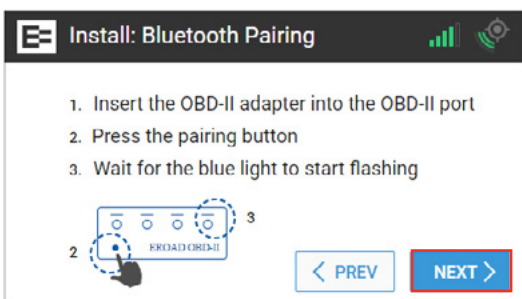 Install: Bluetooth Pairing
1. Insert the OBD-II adapter into the OBD-II port
2. Press the pairing button
3. Wait for the blue light to start flashing
3
2
EROAD OBD-II
PREV
NEXT